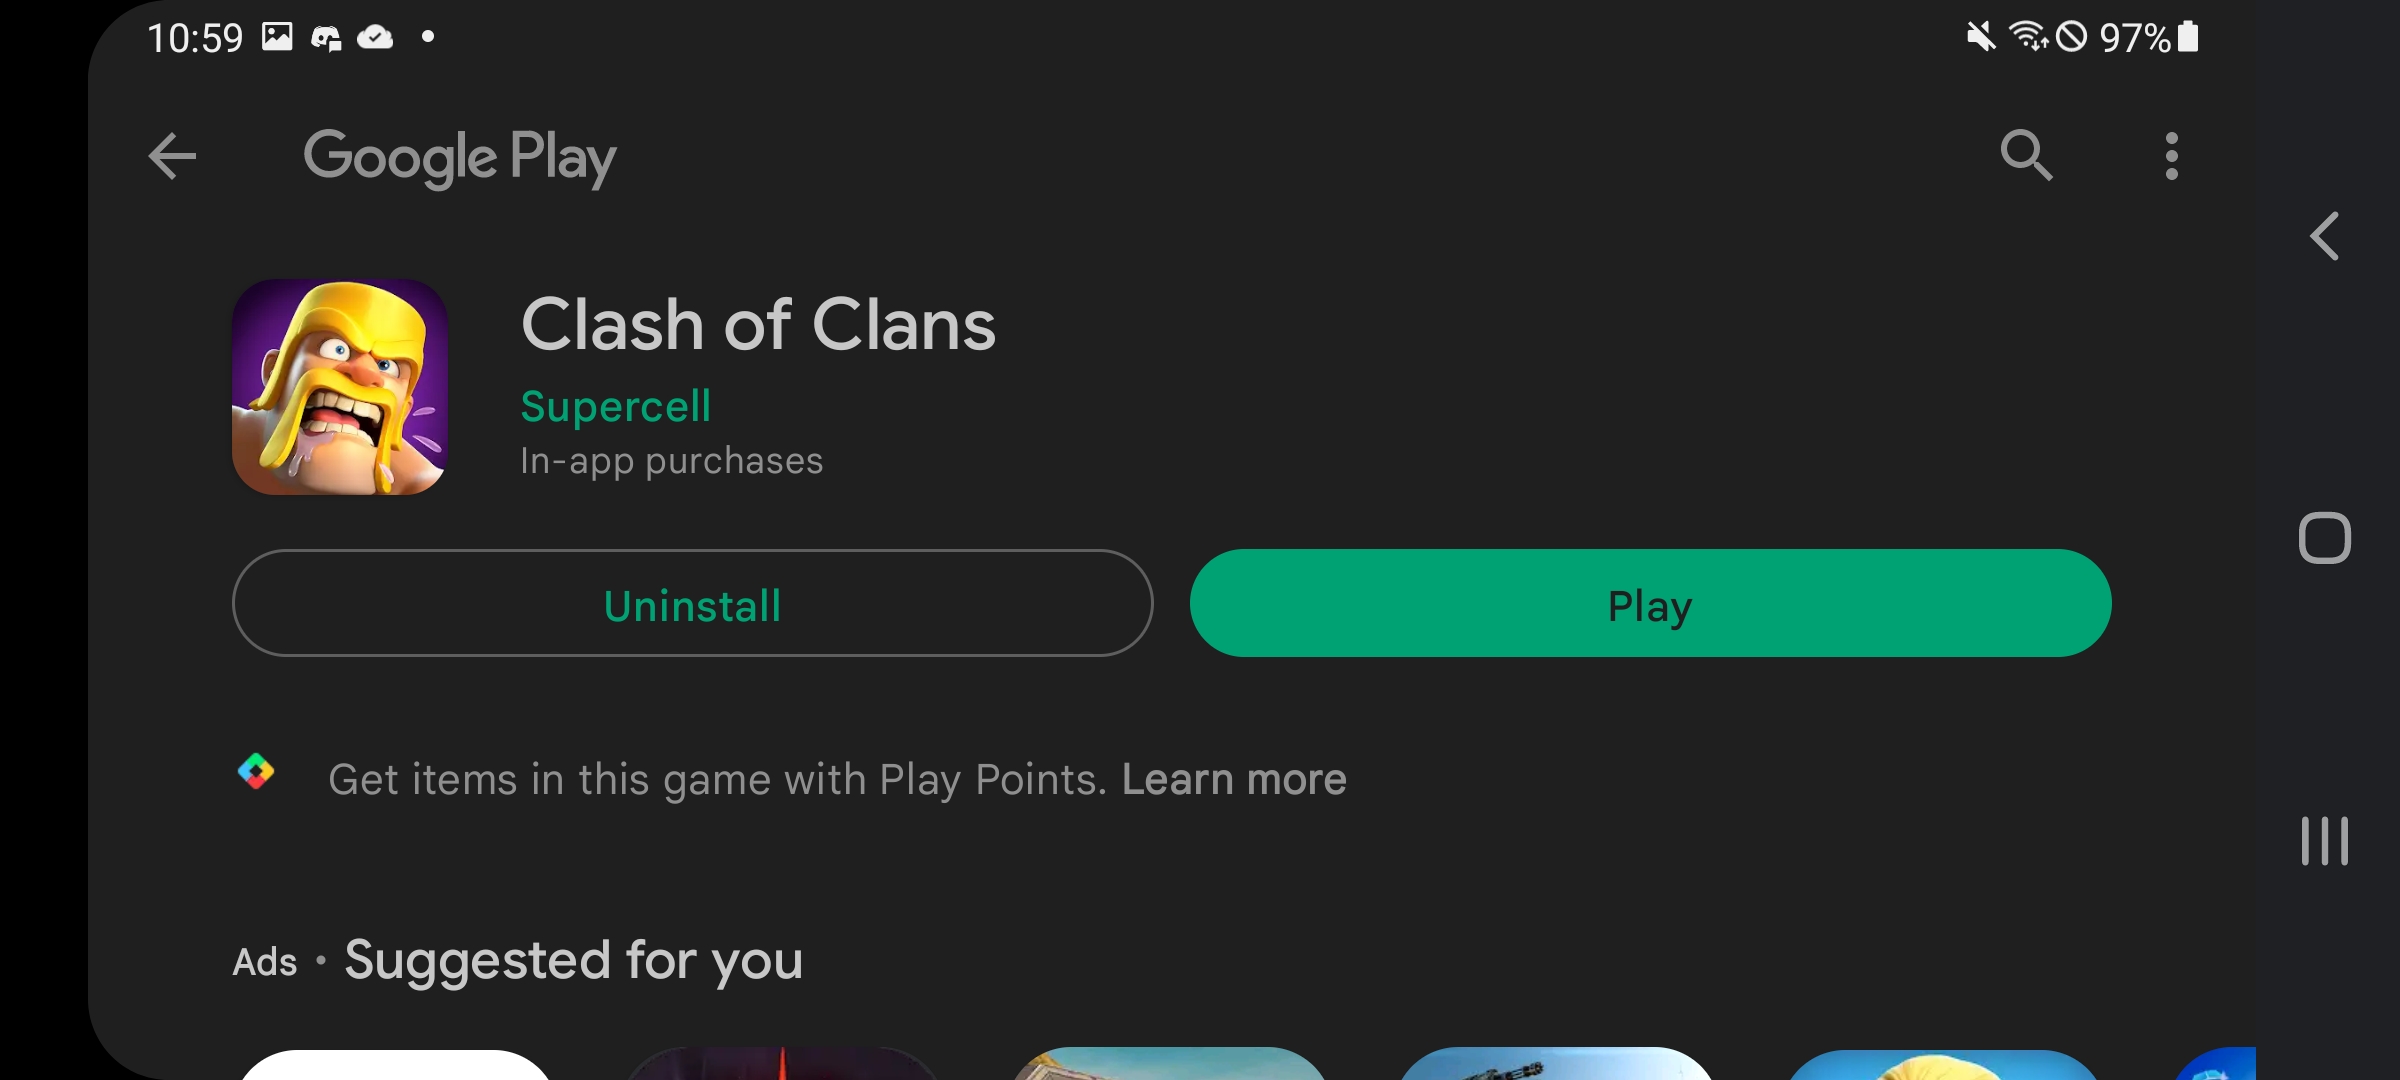 10:59
97%
Google Play
Clash of Clans
Supercell
In-app purchases
Uninstall
Play
Get items in this game with Play Points. Learn more
Ads • Suggested for you